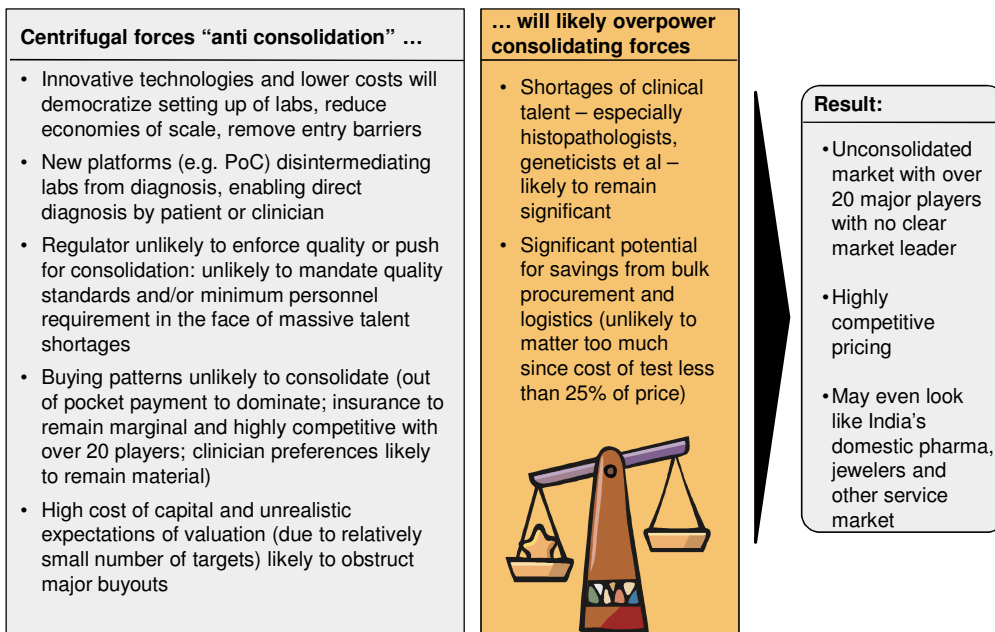 Centrifugal forces “anti consolidation” …
• Innovative technologies and lower costs will
democratize setting up of labs, reduce
economies of scale, remove entry barriers
• New platforms (e.g. PoC) disintermediating
labs from diagnosis, enabling direct
diagnosis by patient or clinician
• Regulator unlikely to enforce quality or push
for consolidation: unlikely to mandate quality
standards and/or minimum personnel
requirement in the face of massive talent
shortages
• Buying patterns unlikely to consolidate (out
of pocket payment to dominate; insurance to
remain marginal and highly competitive with
over 20 players; clinician preferences likely
to remain material)
• High cost of capital and unrealistic
expectations of valuation (due to relatively
small number of targets) likely to obstruct
major buyouts
… will likely overpower
consolidating forces
• Shortages of clinical
talent – especially
histopathologists,
geneticists et al –
likely to remain
significant
• Significant potential
for savings from bulk
procurement and
logistics (unlikely to
matter too much
since cost of test less
than 25% of price)
Result:
•Unconsolidated
market with over
20 major players
with no clear
market leader
•Highly
competitive
pricing
•May even look
like India’s
domestic pharma,
jewelers and
other service
market